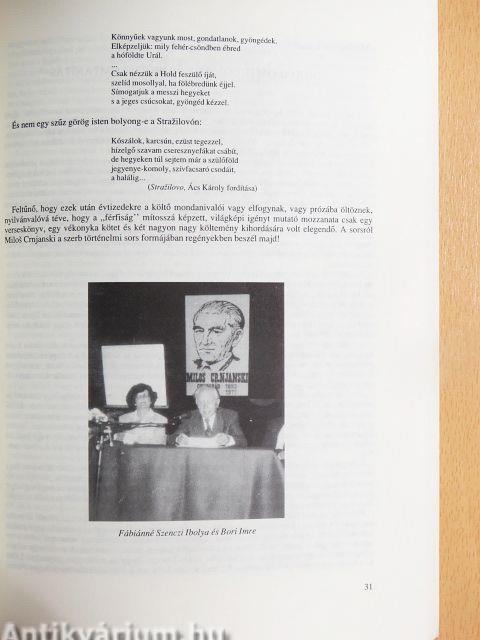 Könnyűek vagyunk most, gondatlanok, gyöngédek.
Elképzeljük: mily fehér-csöndben ébred
a hóföldte Urál.
...
Csak nézzük a Hold feszülő íját,
szelíd mosollyal, ha fölébredünk éjjel.
Símogatjuk a messzi hegyeket
s a jeges csúcsokat, gyöngéd kézzel.
És nem egy szűz görög isten bolyong-e a Stražilovón:
Kószálok, karcsún, ezüst tegezzel,
hízelgő szavam cseresznyefákat csábít,
de hegyeken túl sejtem már a szülőföld
jegyenye-komoly, szívfacsaró csodáit,
a halálig...
(Stražilovo, Ács Károly fordítása)
Feltűnő, hogy ezek után évtizedekre a költő mondanivalói vagy elfogynak, vagy prózába öltöznek,
nyilvánvalóvá téve, hogy a „férfiság” mítosszá képzett, világképi igényt mutató mozzanata csak egy
verseskönyv, egy vékonyka kötet és két nagyon nagy költemény kihordására volt elegendő. A sorsról
Miloš Crnjanski a szerb történelmi sors formájában regényekben beszél majd!
MILOŠ CRNJANSKI
CSONGRAD 1893
1977
Fábiánné Szenczi Ibolya és Bori Imre
31
Antikvárium.hu